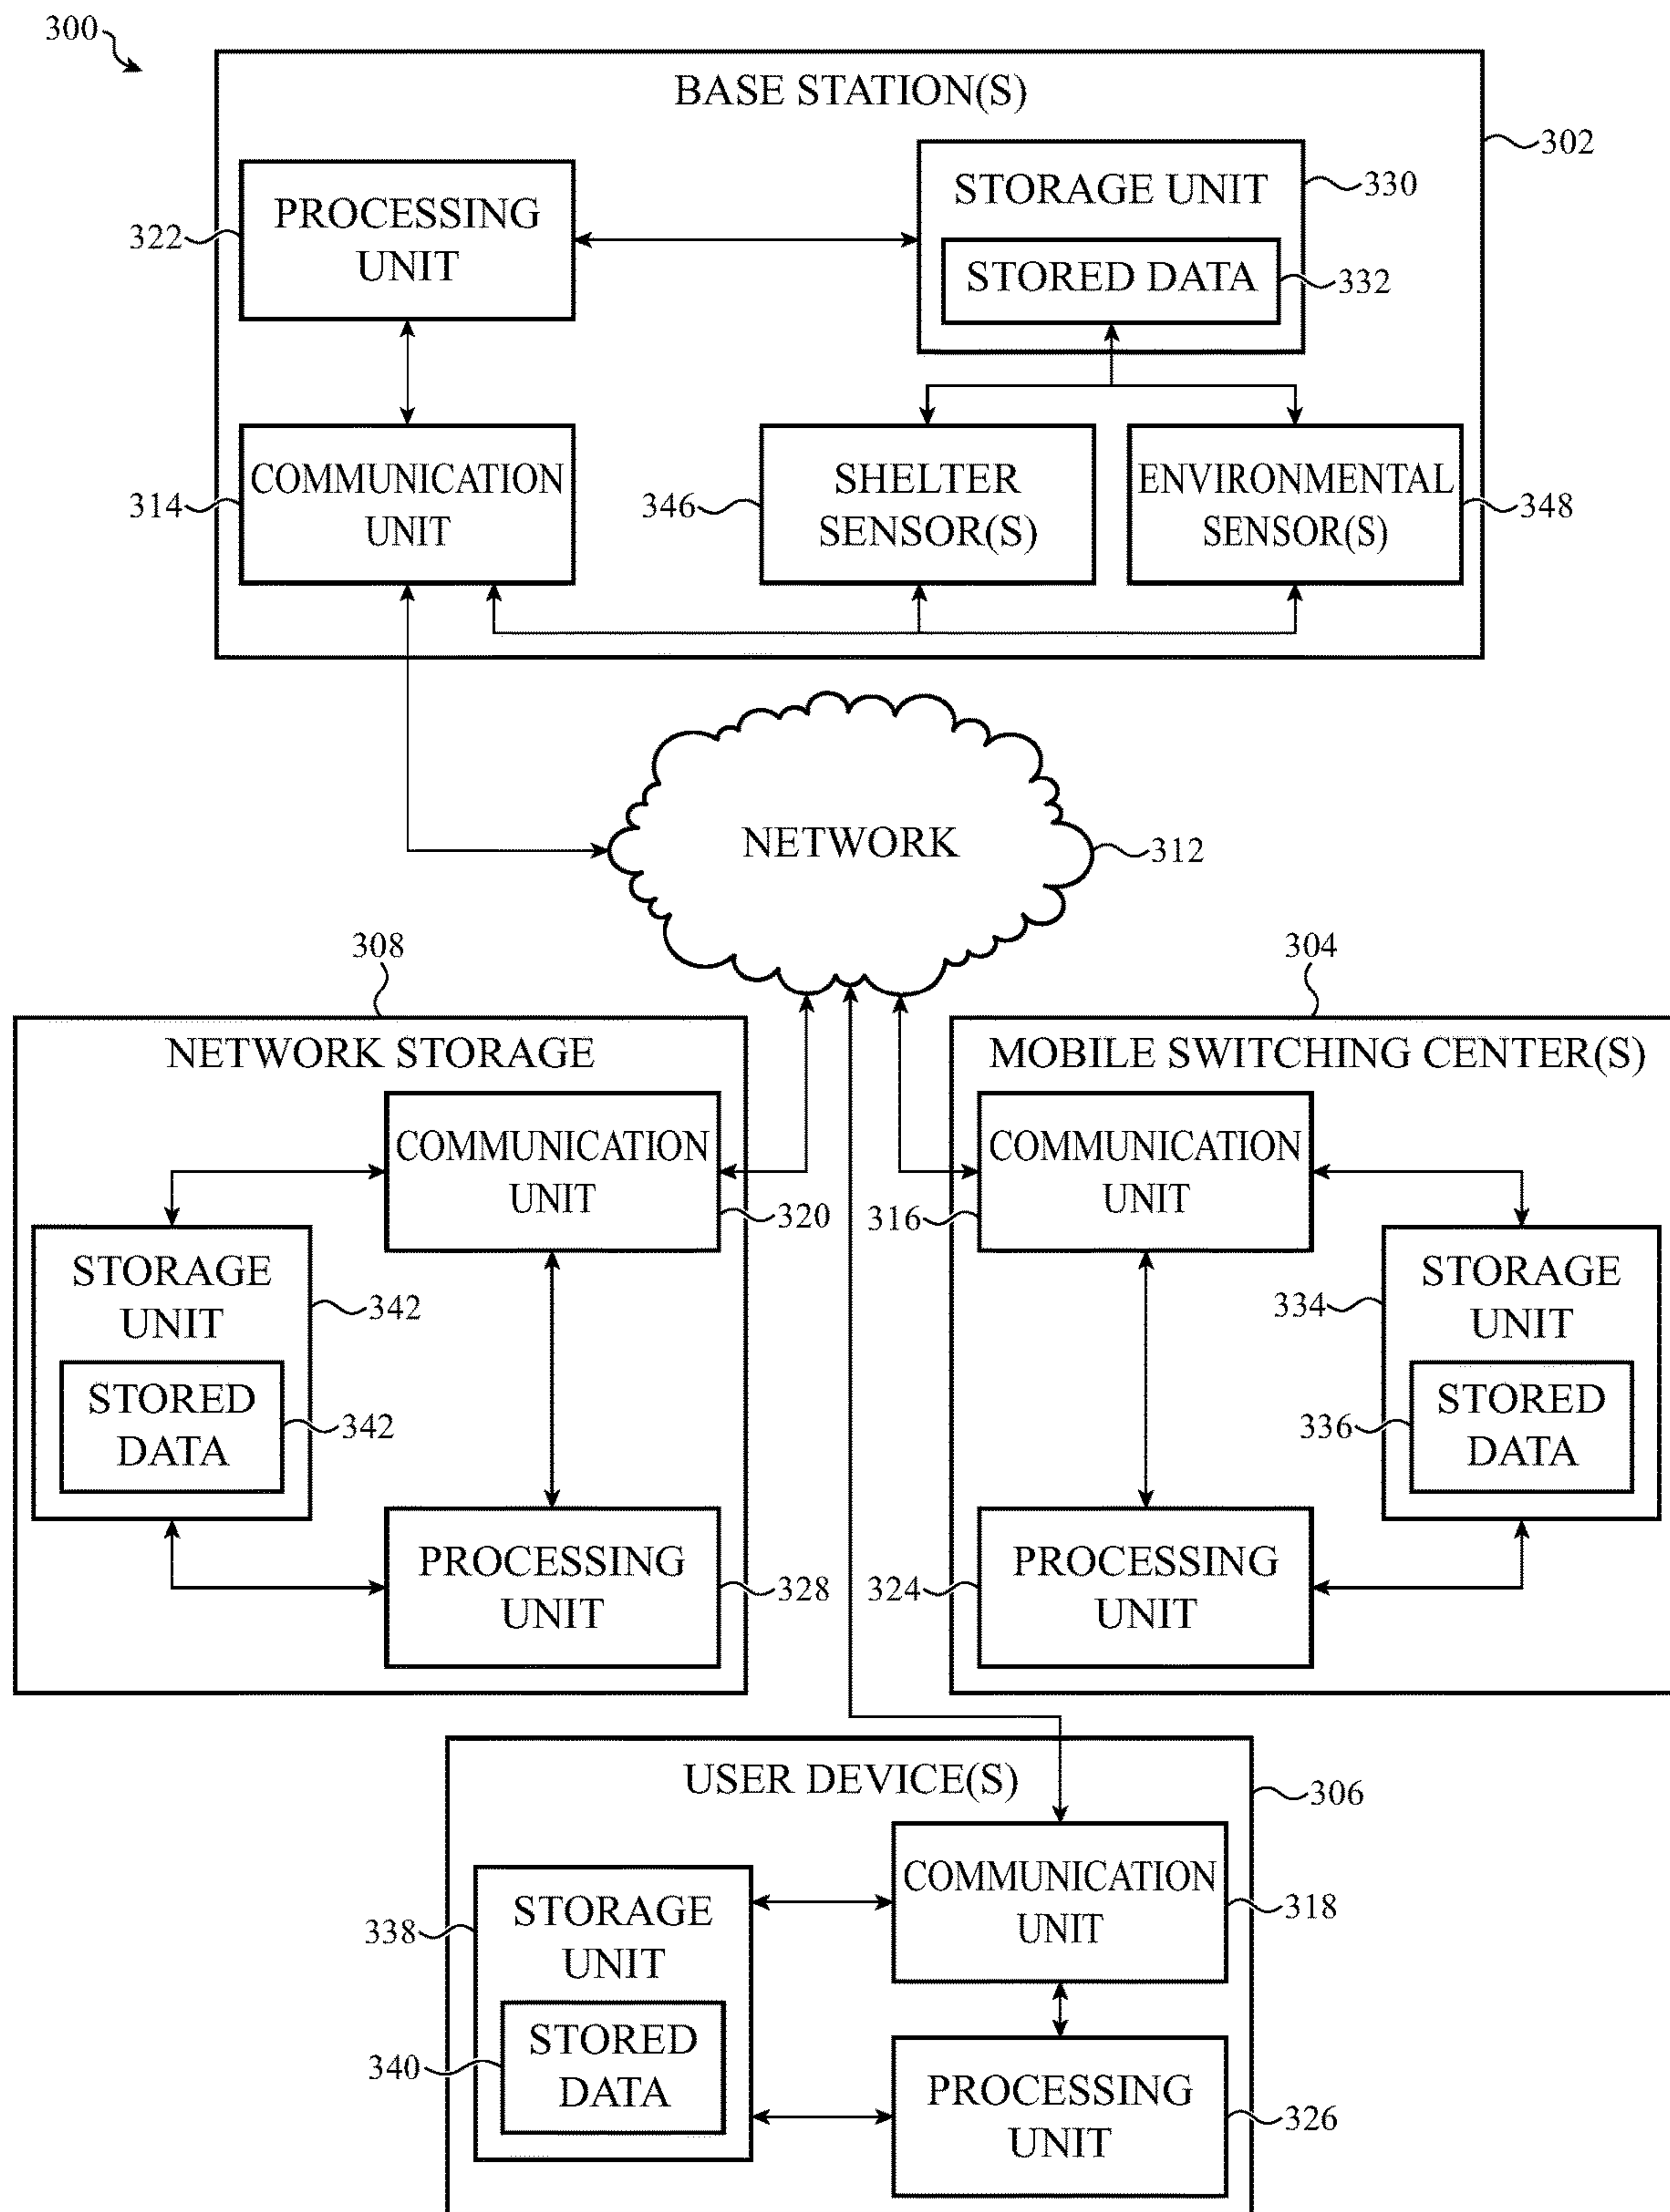 300
BASE STATION(S)
302
PROCESSING
UNIT
322
STORAGE UNIT
330
STORED DATA
332
COMMUNICATION
UNIT
314
SHELTER
SENSOR(S)
346
ENVIRONMENTAL
SENSOR(S)
348
NETWORK
312
308
NETWORK STORAGE
COMMUNICATION
UNIT
320
STORAGE
UNIT
342
STORED
DATA
342
PROCESSING
UNIT
328
304
MOBILE SWITCHING CENTER(S)
COMMUNICATION
UNIT
316
STORAGE
UNIT
334
STORED
DATA
336
PROCESSING
UNIT
324
USER DEVICE(S)
306
COMMUNICATION
UNIT
318
STORAGE
UNIT
338
STORED
DATA
340
PROCESSING
UNIT
326